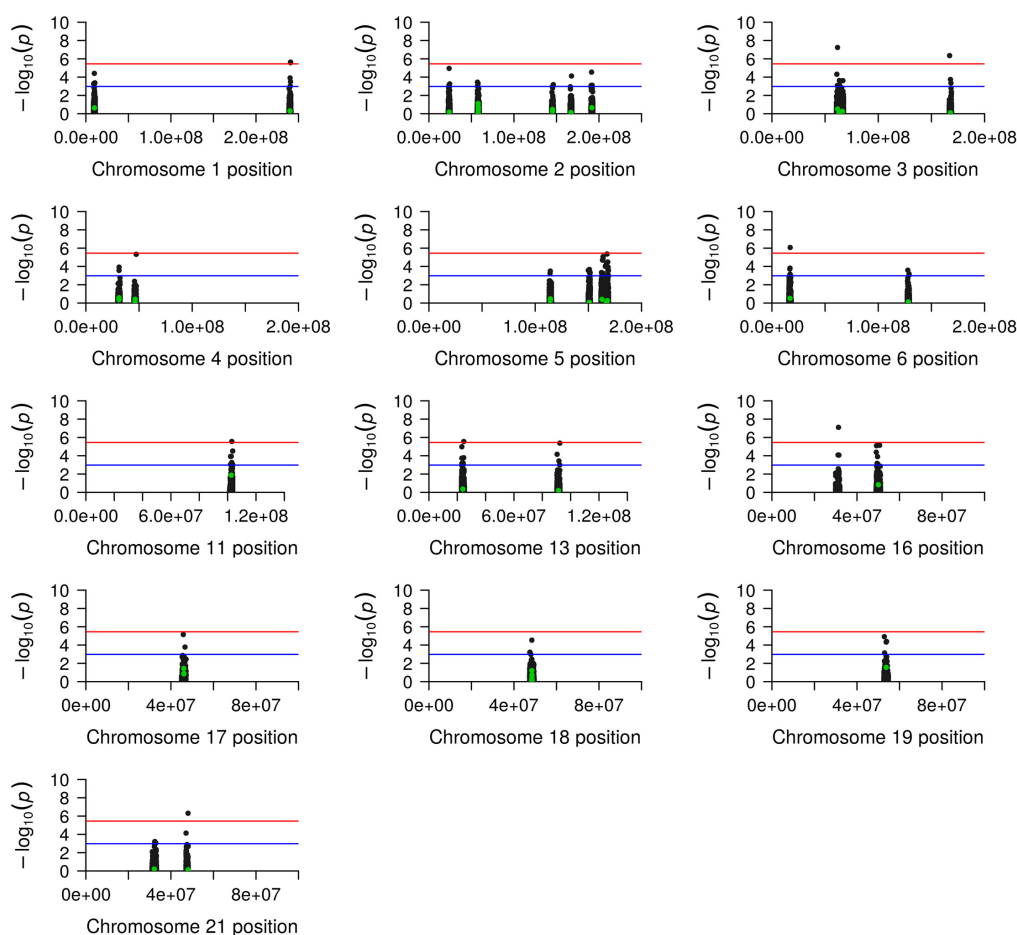 10 10 10
8 8 8
6 6 6
4 4 4
2 2 2
0 0 0
− log10(p) − log10(p) − log10(p)
0.0e+00 1.0e+08 2.0e+08 0.0e+00 1.0e+08 2.0e+08 0.0e+00 1.0e+08 2.0e+08
Chromosome 1 position Chromosome 2 position Chromosome 3 position
10 10 10
8 8 8
6 6 6
4 4 4
2 2 2
0 0 0
− log10(p) − log10(p) − log10(p)
0.0e+00 1.0e+08 2.0e+08 0.0e+00 1.0e+08 2.0e+08 0.0e+00 1.0e+08 2.0e+08
Chromosome 4 position Chromosome 5 position Chromosome 6 position
10 10 10
8 8 8
6 6 6
4 4 4
2 2 2
0 0 0
− log10(p) − log10(p) − log10(p)
0.0e+00 6.0e+07 1.2e+08 0.0e+00 6.0e+07 1.2e+08 0e+00 4e+07 8e+07
Chromosome 11 position Chromosome 13 position Chromosome 16 position
10 10 10
8 8 8
6 6 6
4 4 4
2 2 2
0 0 0
− log10(p) − log10(p) − log10(p)
0e+00 4e+07 8e+07 0e+00 4e+07 8e+07 0e+00 4e+07 8e+07
Chromosome 17 position Chromosome 18 position Chromosome 19 position
10
8
6
4
2
0
− log10(p)
0e+00 4e+07 8e+07
Chromosome 21 position